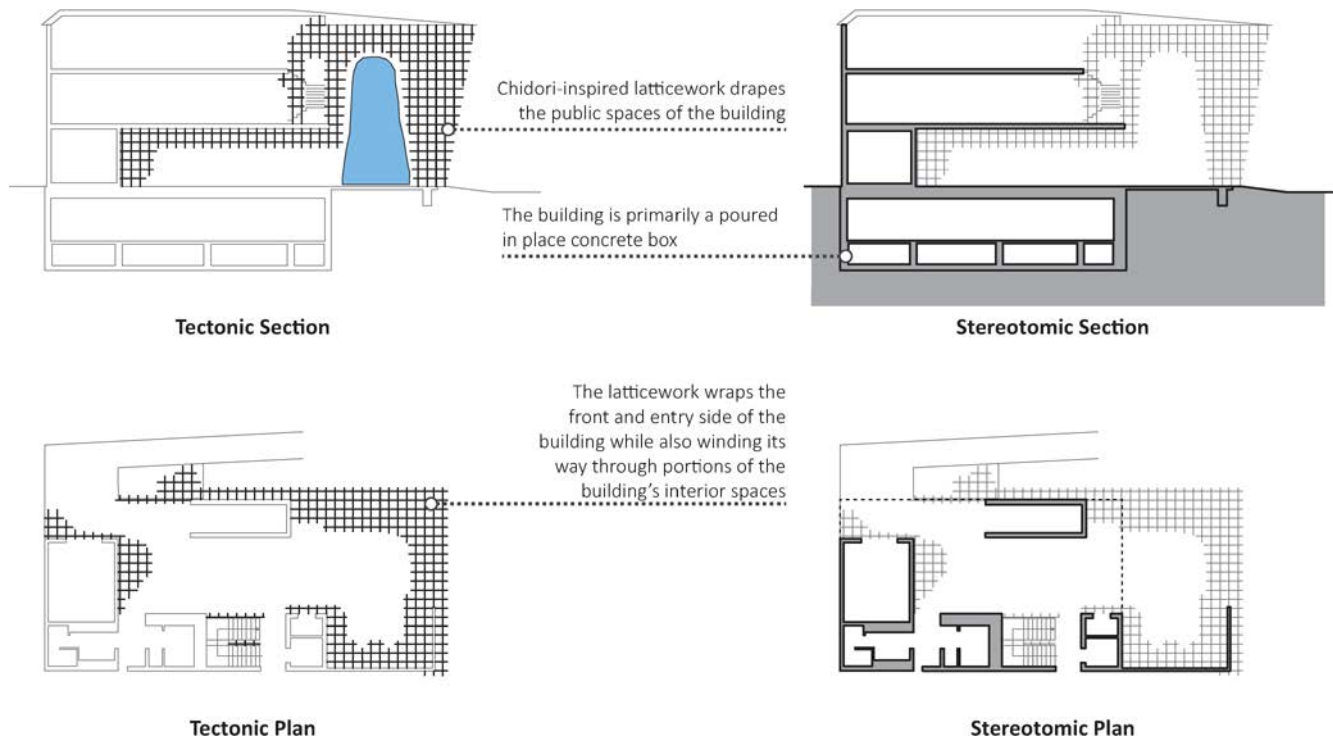 Chidori-inspired latticework drapes
the public spaces of the building
The building is primarily a poured
in place concrete box
Tectonic Section
Stereotomic Section
The latticework wraps the
front and entry side of the
building while also winding its
way through portions of the
building's interior spaces
Tectonic Plan
Stereotomic Plan